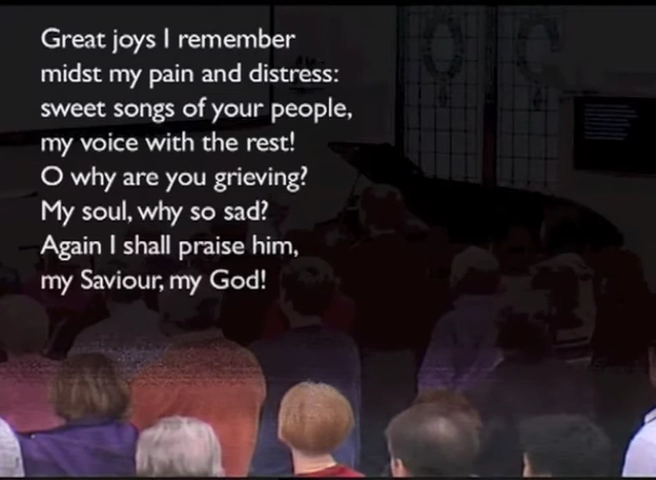 Great joys I remember
midst my pain and distress:
sweet songs of your people,
my voice with the rest!
O why are you grieving?
My soul, why so sad?
Again I shall praise him,
my Saviour, my God!